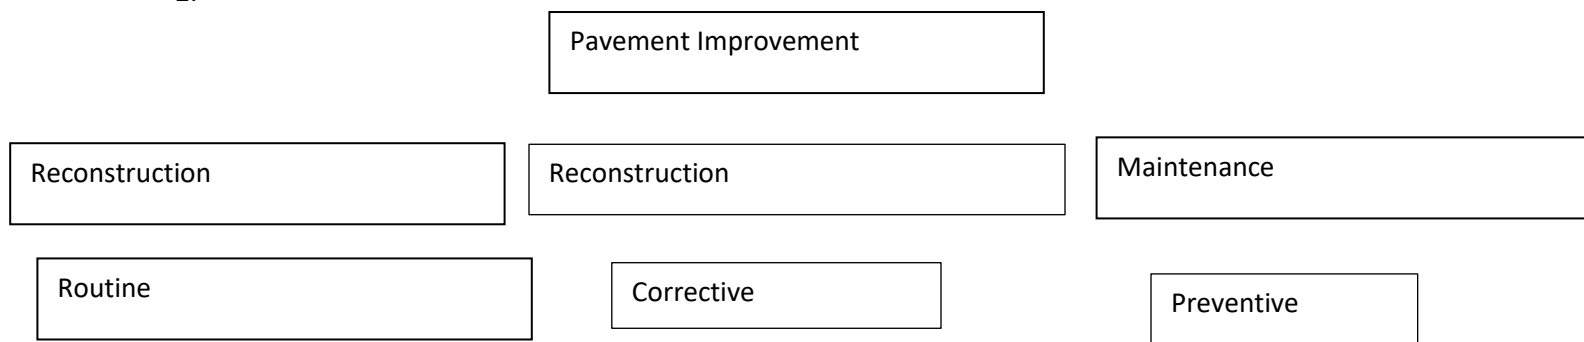 Pavement Improvement
Reconstruction
Reconstruction
Maintenance
Routine
Corrective
Preventive